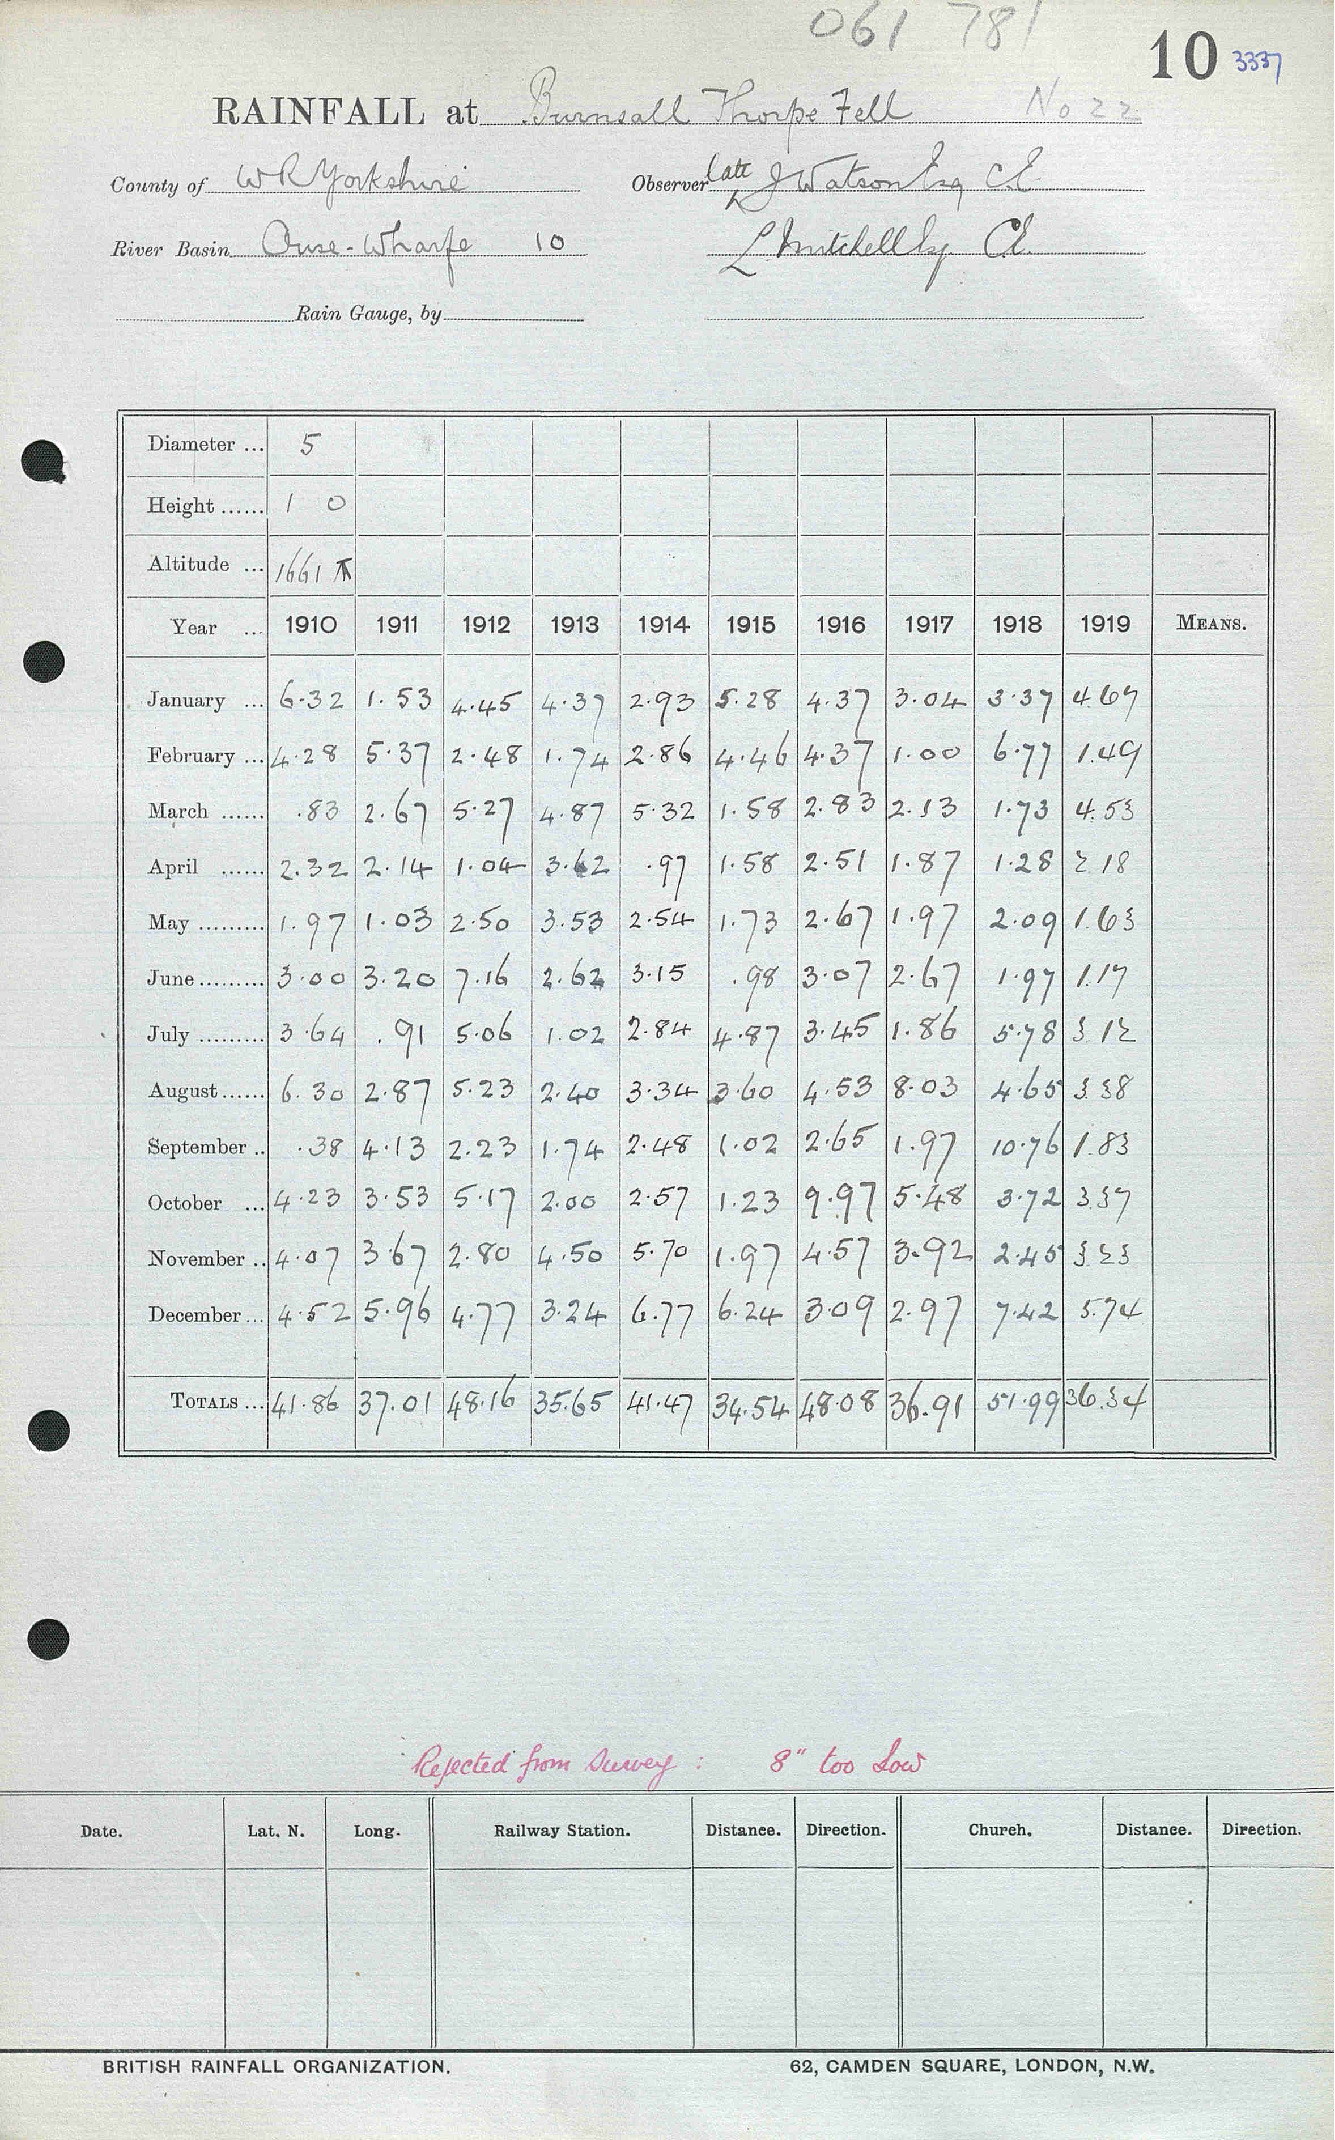 061 781
10 3337
RAINFALL at Burnsall Thorpe Fell No 22
County of W R Yorkshire Observer late J Watson Esq CE
River Basin Ouse-Wharfe 10 L Mitchell Esq CE
Rain Gauge, by
Diameter ... 5
Height ...... 1 0
Altitude ... 1661
Year ... 1910 1911 1912 1913 1914 1915 1916 1917 1918 1919 MEANS.
January ... 6.32 1.53 4.45 4.37 2.93 5.28 4.37 3.04 3.37 4.67
February ... 4.28 5.37 2.48 1.74 2.86 4.46 4.37 1.00 6.77 1.49
March ...... .83 2.67 5.27 4.87 5.32 1.58 2.83 2.13 1.73 4.53
April ...... 2.32 2.14 1.04 3.62 .97 1.58 2.51 1.87 1.28 2.18
May ......... 1.97 1.03 2.50 3.53 2.54 1.73 2.67 1.97 2.09 1.63
June ......... 3.00 3.20 7.16 2.62 3.15 .98 3.07 2.67 1.97 1.17
July ......... 3.64 .91 5.06 1.02 2.84 4.87 3.45 1.86 5.78 3.12
August ...... 6.30 2.87 5.23 2.40 3.34 3.60 4.53 8.03 4.65 3.38
September .. .38 4.13 2.23 1.74 2.48 1.02 2.65 1.97 10.76 1.83
October ... 4.23 3.53 5.17 2.00 2.57 1.23 9.97 5.48 3.72 3.37
November .. 4.07 3.67 2.80 4.50 5.70 1.97 4.57 3.92 2.45 3.23
December ... 4.52 5.96 4.77 3.24 6.77 6.24 3.09 2.97 7.42 5.74
TOTALS ... 41.86 37.01 48.16 35.65 41.47 34.54 48.08 36.91 51.99 36.34
Rejected from Survey : 8" too low
Date. Lat. N. Long. Railway Station. Distance. Direction. Church. Distance. Direction.
BRITISH RAINFALL ORGANIZATION. 62, CAMDEN SQUARE, LONDON, N.W.